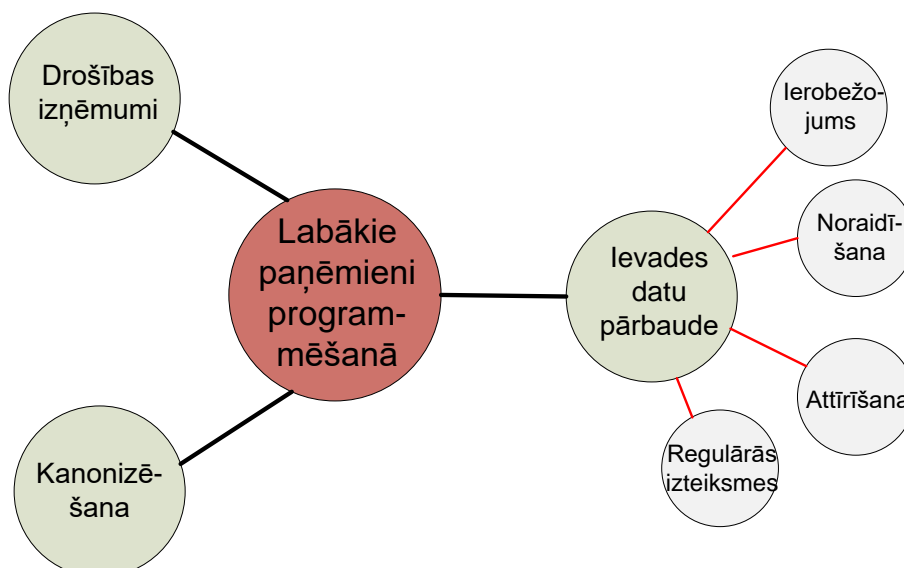 Drošības
izņēmumi
Labākie
paņēmieni
program-
mēšanā
Kanonizē-
šana
Ievades
datu
pārbaude
Ierobežo-
jums
Noraidī-
šana
Attīrīšana
Regulārās
izteiksmes